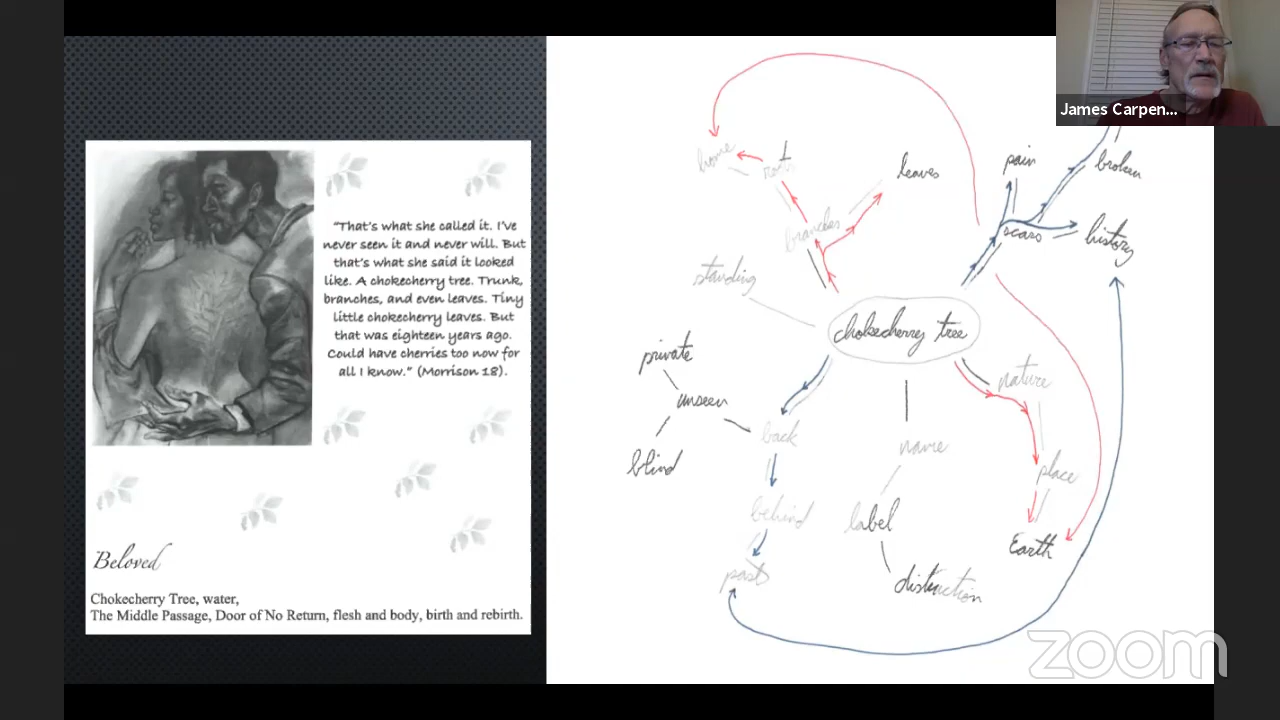 James Carpen...
"That's what she called it. I've
never seen it and never will. But
that's what she said it looked
like. A chokecherry tree. Trunk,
branches, and even leaves. Tiny
little chokecherry leaves. But
that was eighteen years ago.
Could have cherries too now for
all I know." (Morrison 18).
Beloved
Chokecherry Tree, water,
The Middle Passage, Door of No Return, flesh and body, birth and rebirth.
home
roots
leaves
pain
broken
branches
scars
history
standing
chokecherry tree
private
nature
unseen
back
name
blind
place
behind
label
Earth
past
distinction
zoom